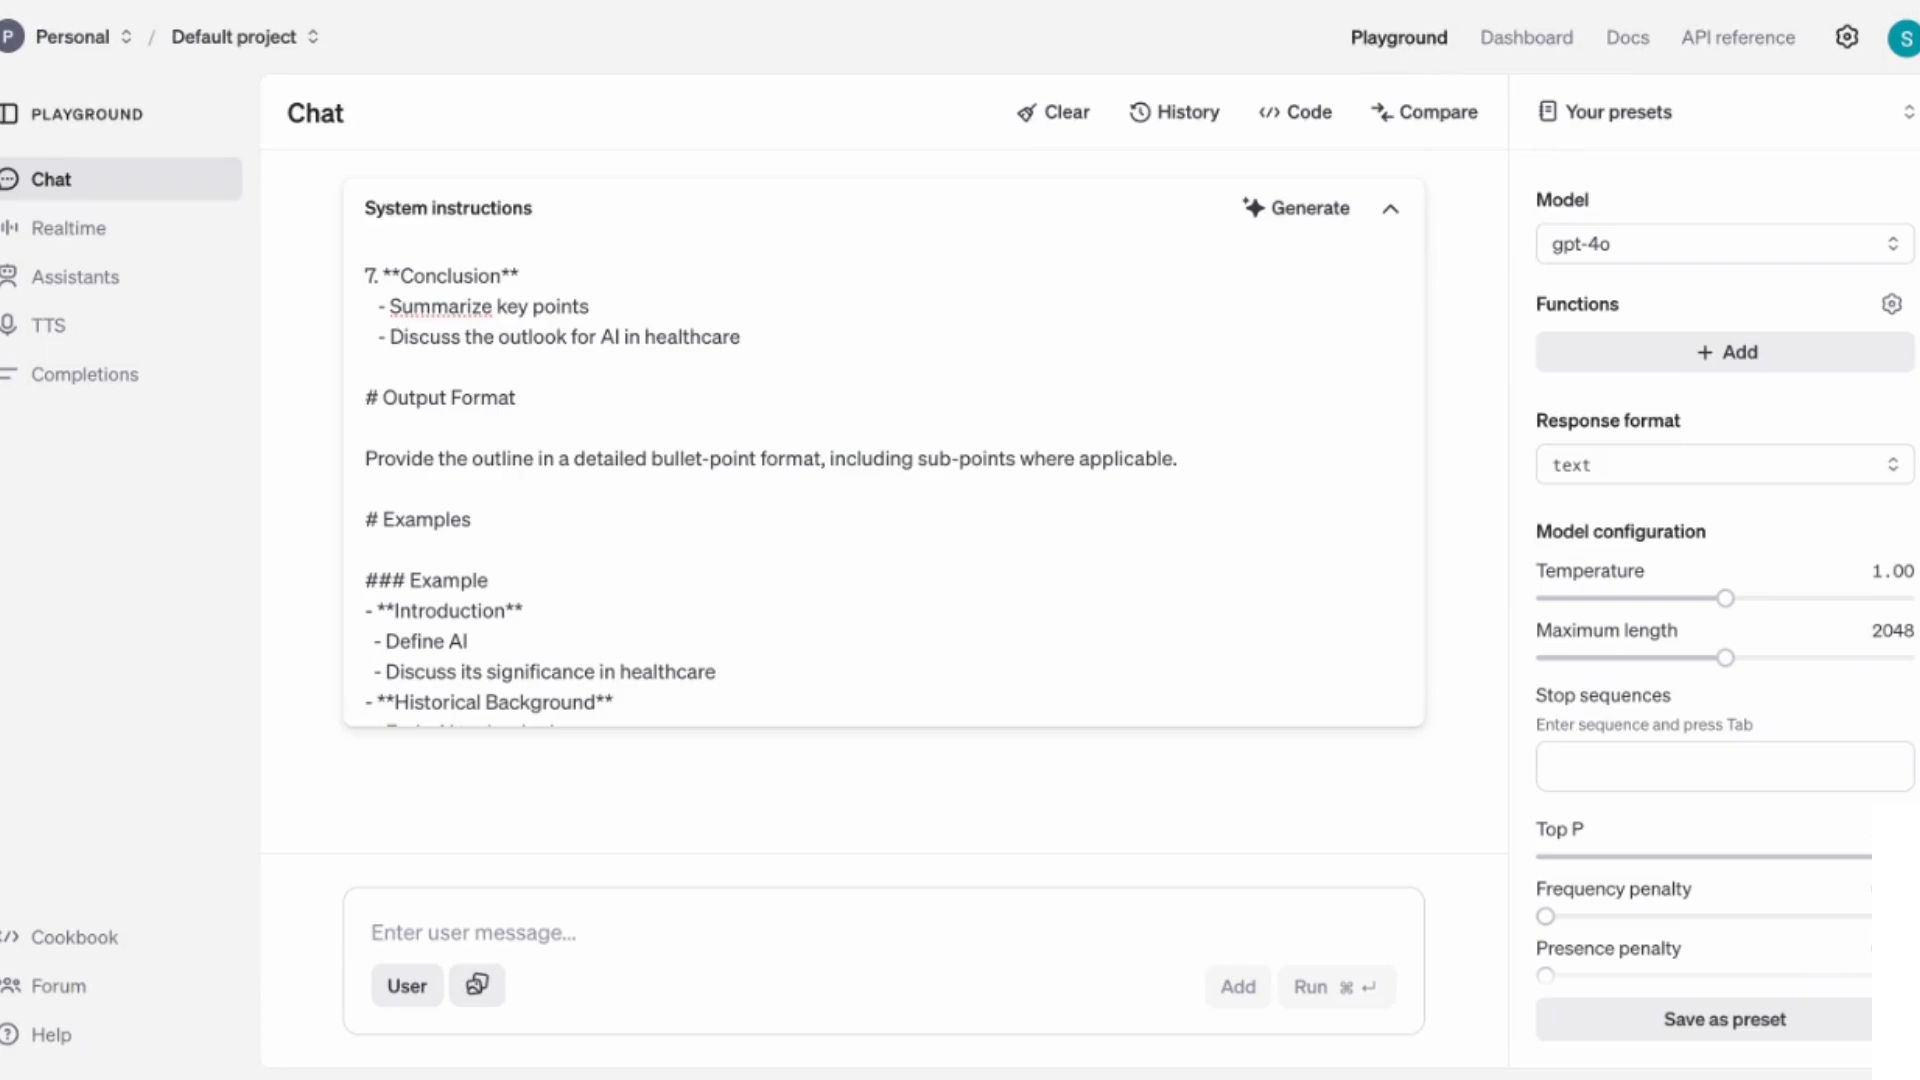 P Personal / Default project
Playground Dashboard Docs API reference S
PLAYGROUND
Chat
Realtime
Assistants
TTS
Completions
Cookbook
Forum
Help
Chat
Clear History Code Compare
System instructions
Generate
7. **Conclusion**
- Summarize key points
- Discuss the outlook for AI in healthcare
# Output Format
Provide the outline in a detailed bullet-point format, including sub-points where applicable.
# Examples
### Example
- **Introduction**
- Define AI
- Discuss its significance in healthcare
- **Historical Background**
Enter user message...
User
Add Run ⌘ ↵
Your presets
Model
gpt-4o
Functions
+ Add
Response format
text
Model configuration
Temperature 1.00
Maximum length 2048
Stop sequences
Enter sequence and press Tab
Top P
Frequency penalty
Presence penalty
Save as preset